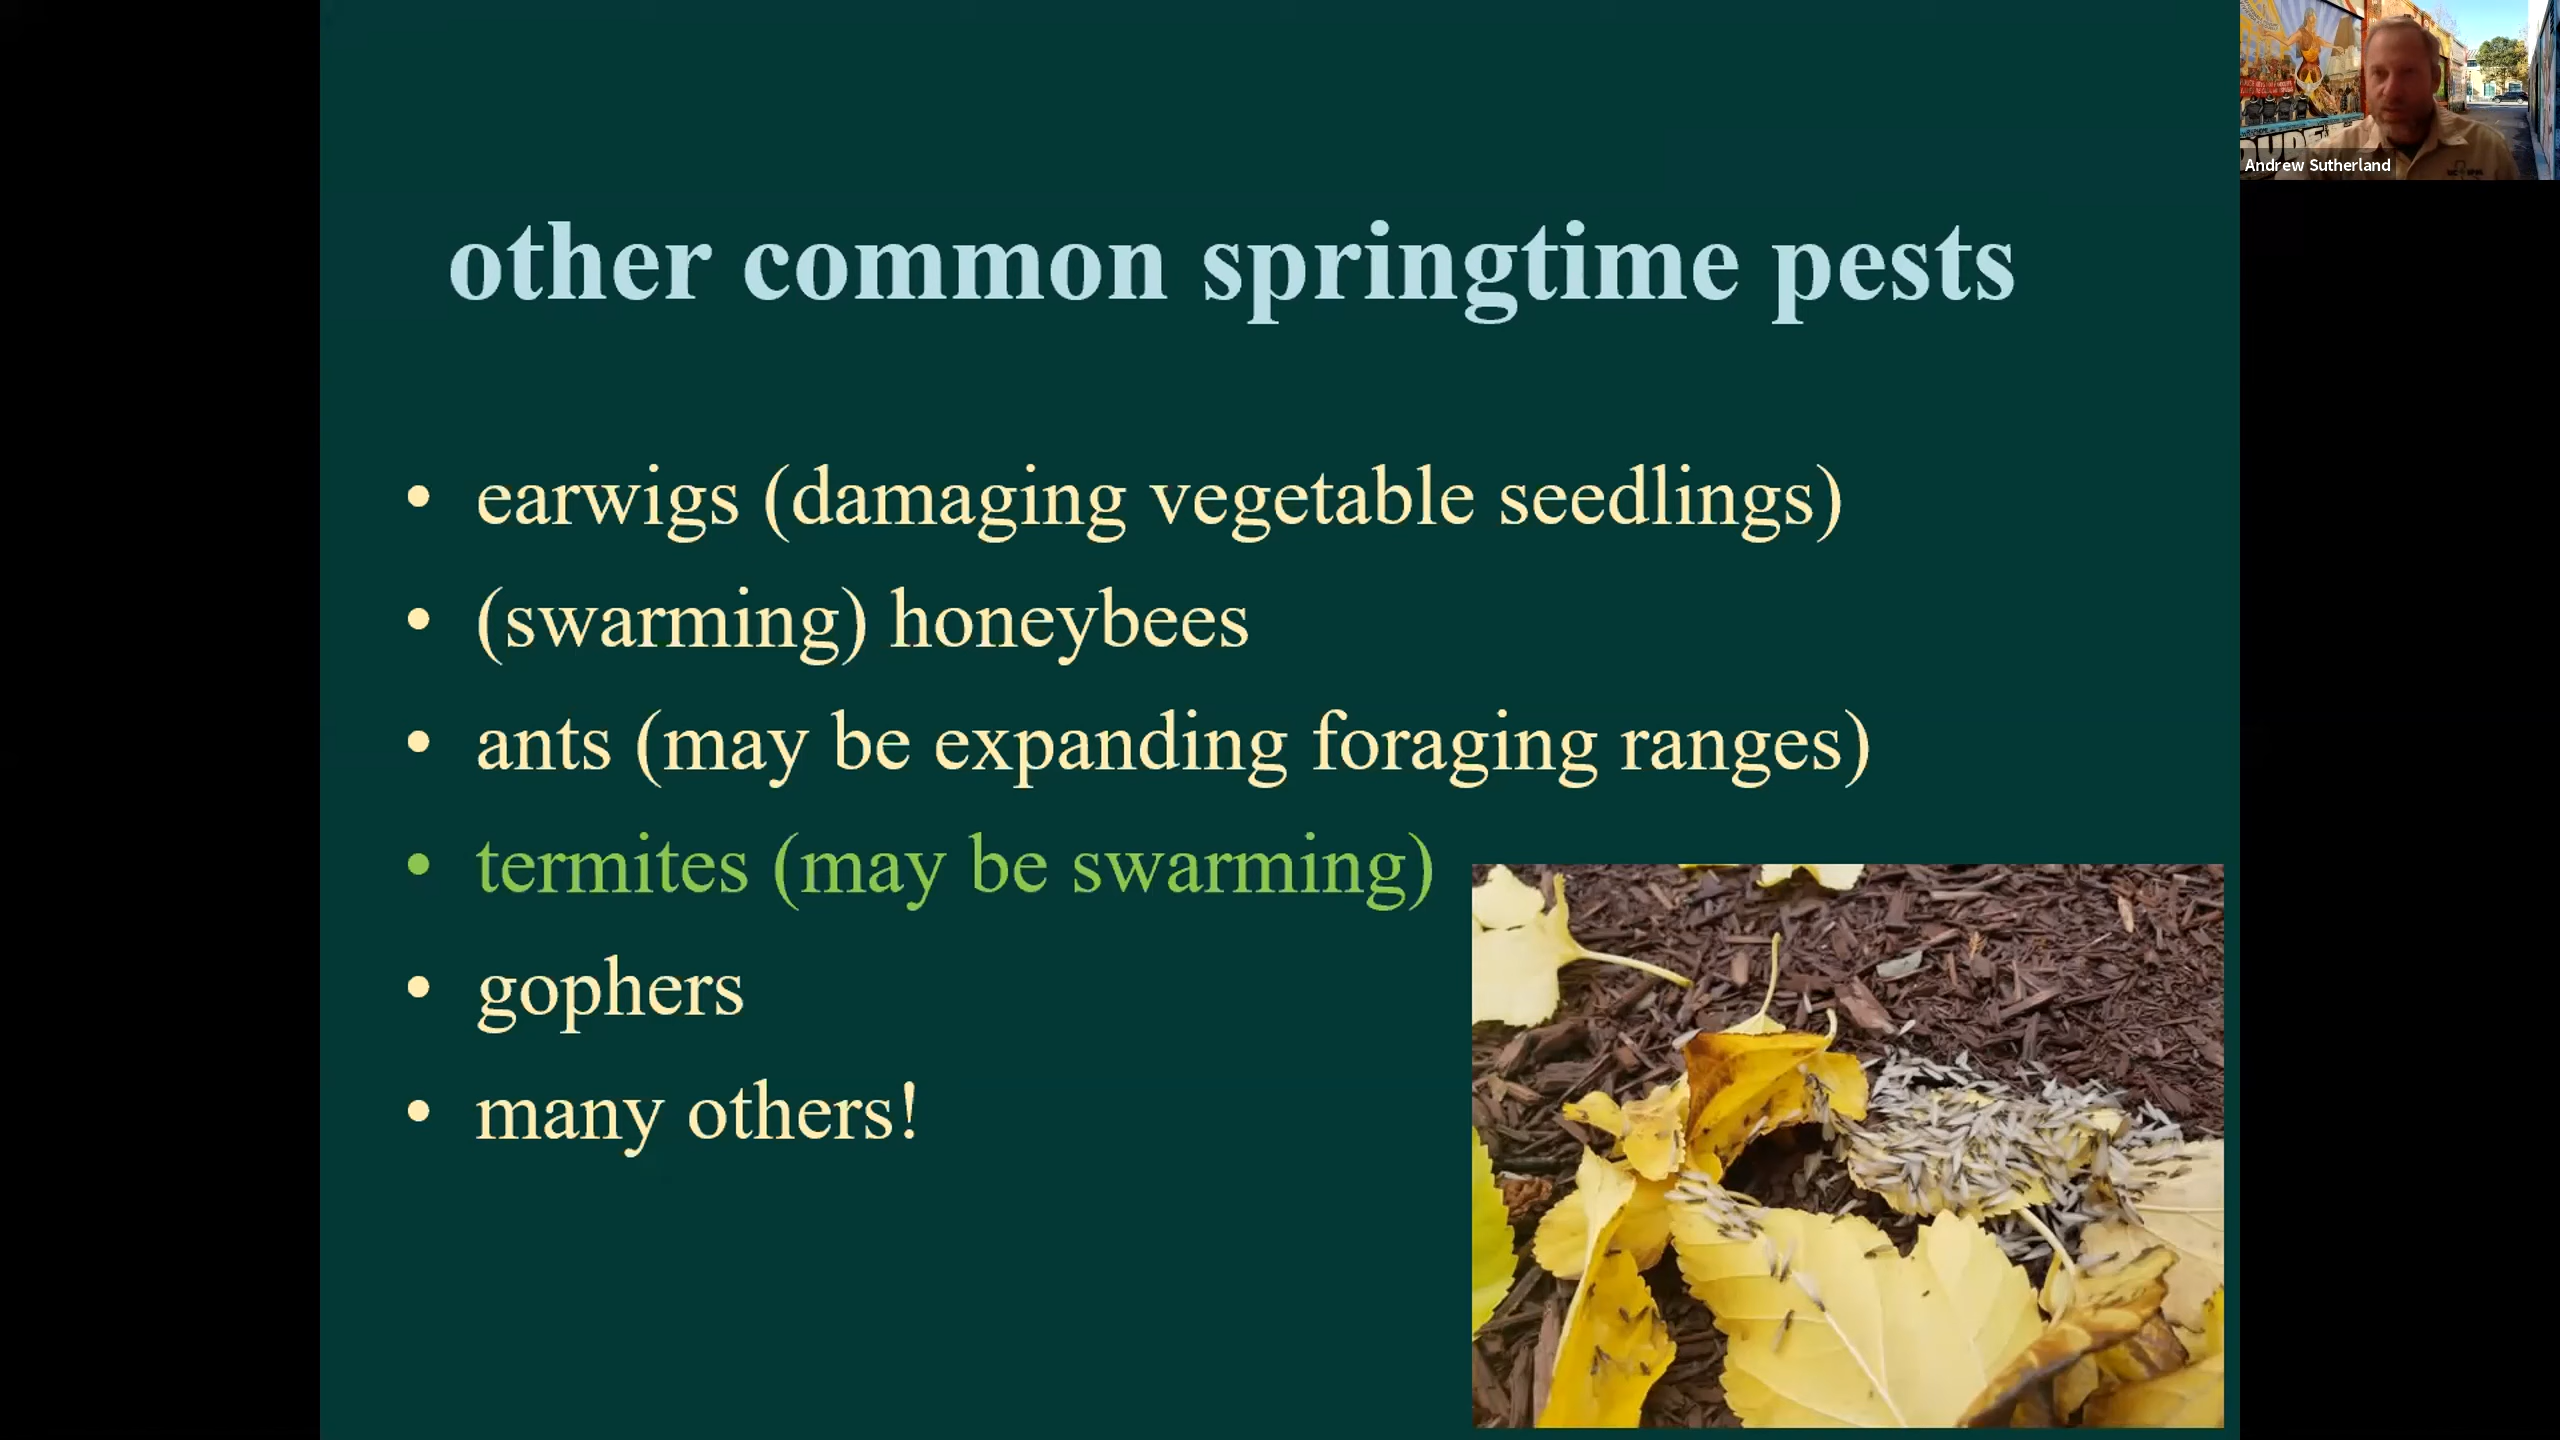 other common springtime pests
• earwigs (damaging vegetable seedlings)
• (swarming) honeybees
• ants (may be expanding foraging ranges)
• termites (may be swarming)
• gophers
• many others!
Andrew Sutherland